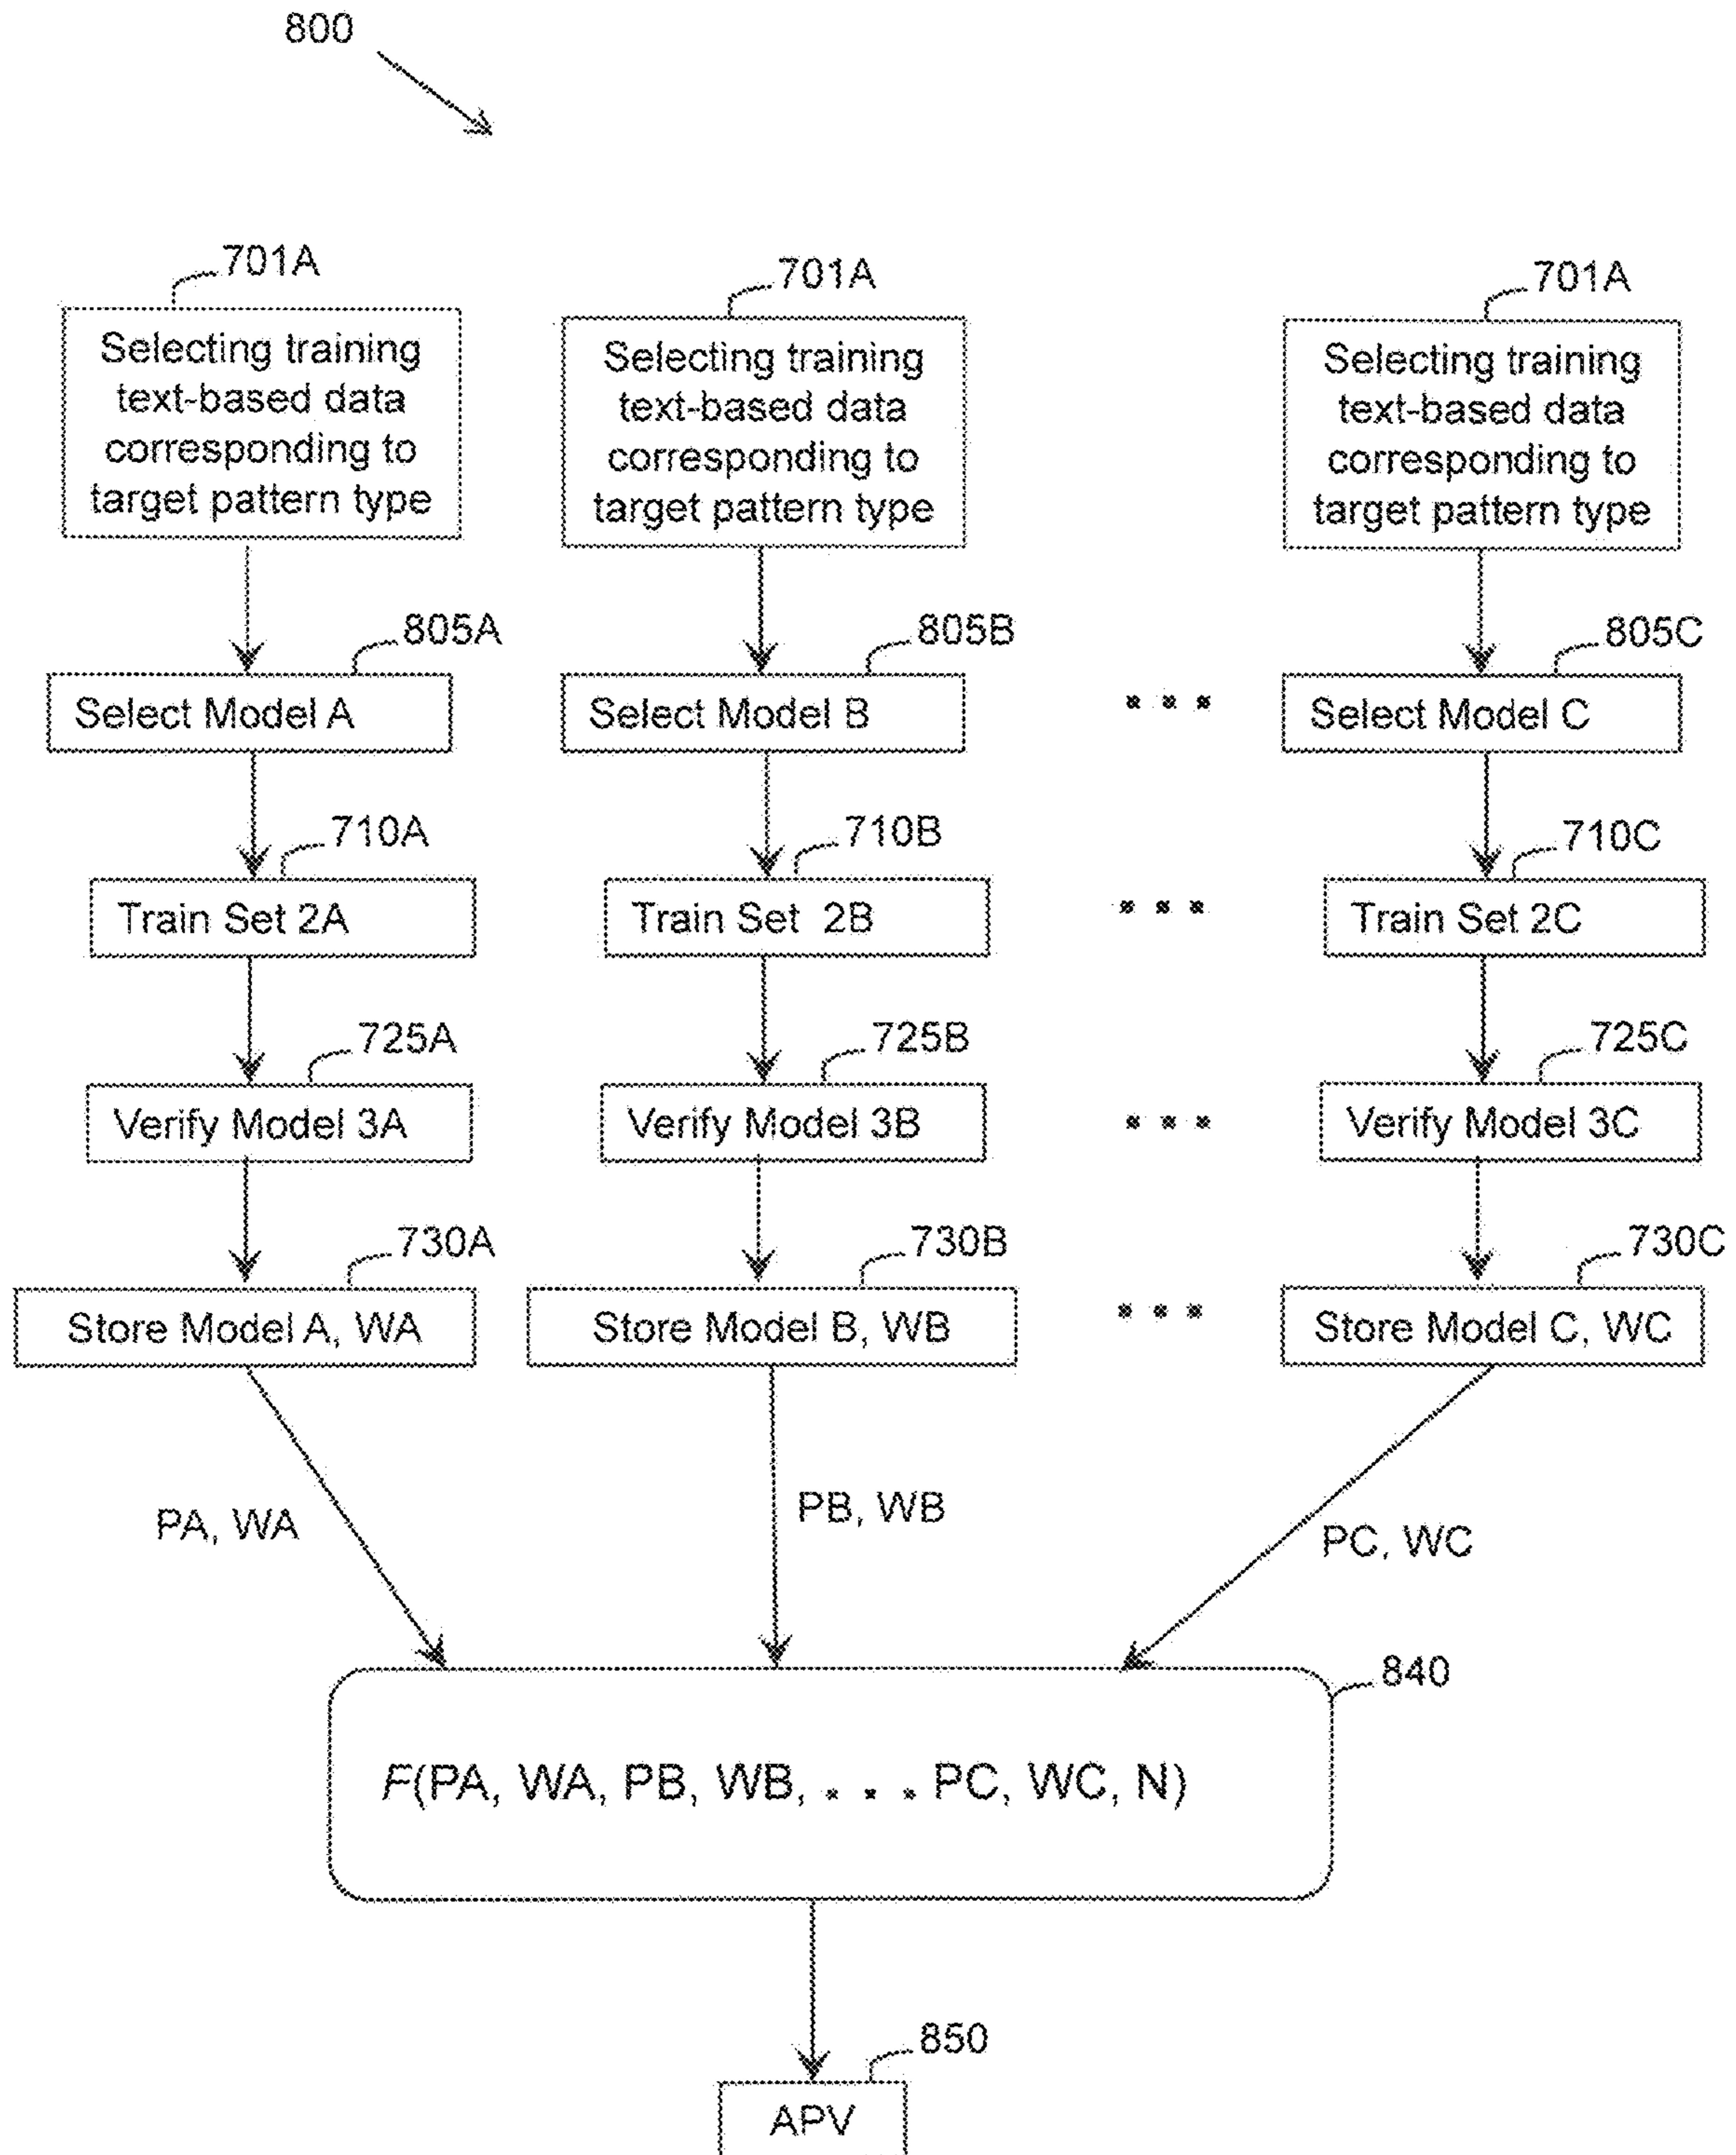 800
701A
701A
701A
Selecting training
text-based data
corresponding to
target pattern type
Selecting training
text-based data
corresponding to
target pattern type
Selecting training
text-based data
corresponding to
target pattern type
805A
805B
805C
Select Model A
Select Model B
. . .
Select Model C
710A
710B
710C
Train Set 2A
Train Set 2B
. . .
Train Set 2C
725A
725B
725C
Verify Model 3A
Verify Model 3B
. . .
Verify Model 3C
730A
730B
730C
Store Model A, WA
Store Model B, WB
. . .
Store Model C, WC
PA, WA
PB, WB
PC, WC
840
F(PA, WA, PB, WB, . . . PC, WC, N)
850
APV